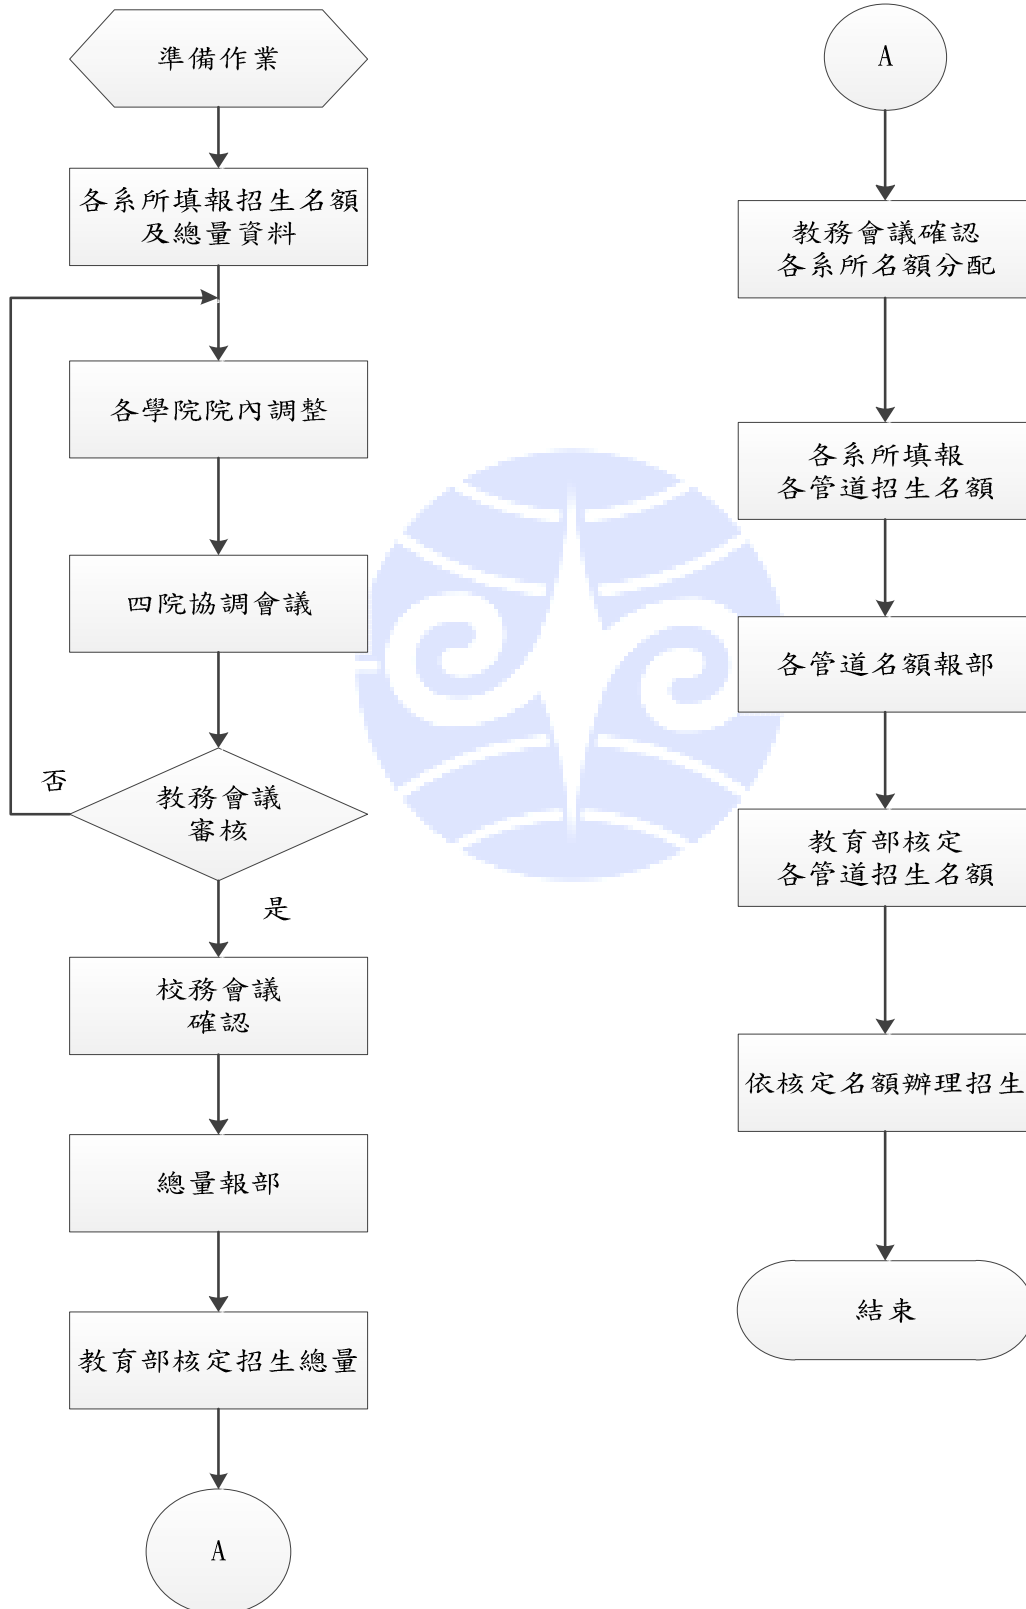 準備作業
各系所填報招生名額
及總量資料
各學院院內調整
四院協調會議
教務會議
審核
否
是
校務會議
確認
總量報部
教育部核定招生總量
A
A
教務會議確認
各系所名額分配
各系所填報
各管道招生名額
各管道名額報部
教育部核定
各管道招生名額
依核定名額辦理招生
結束